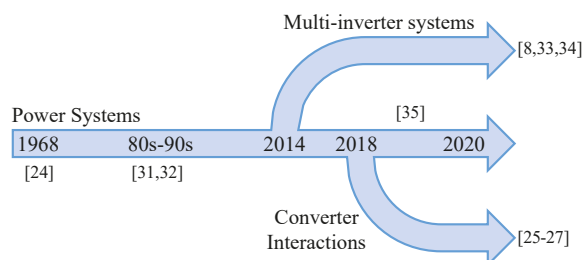 Multi-inverter systems
[8,33,34]
Power Systems
[35]
1968 80s-90s 2014 2018 2020
[24] [31,32]
Converter
Interactions
[25-27]